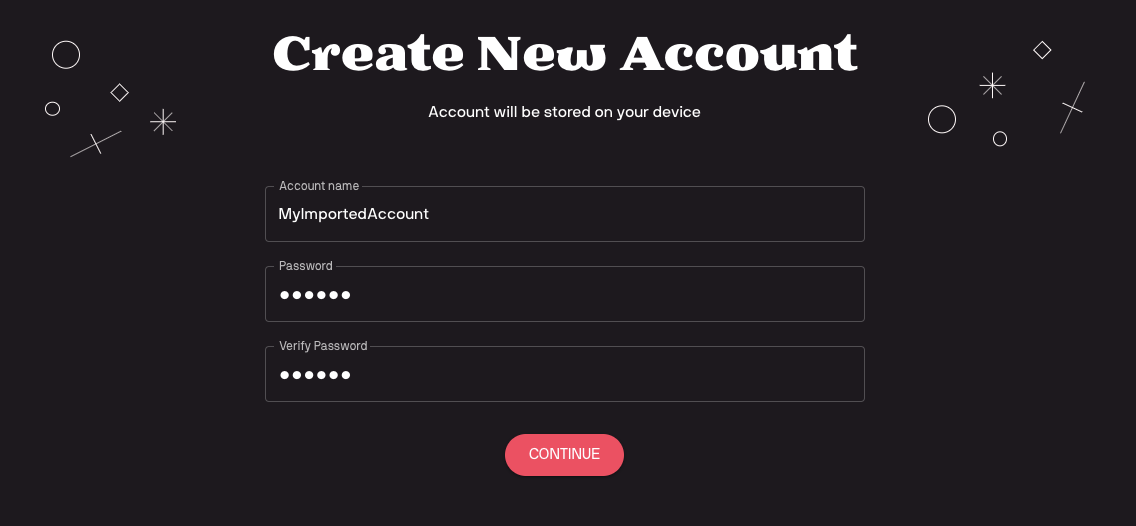 Create New Account
Account will be stored on your device
Account name
MyImportedAccount
Password
••••••
Verify Password
••••••
CONTINUE